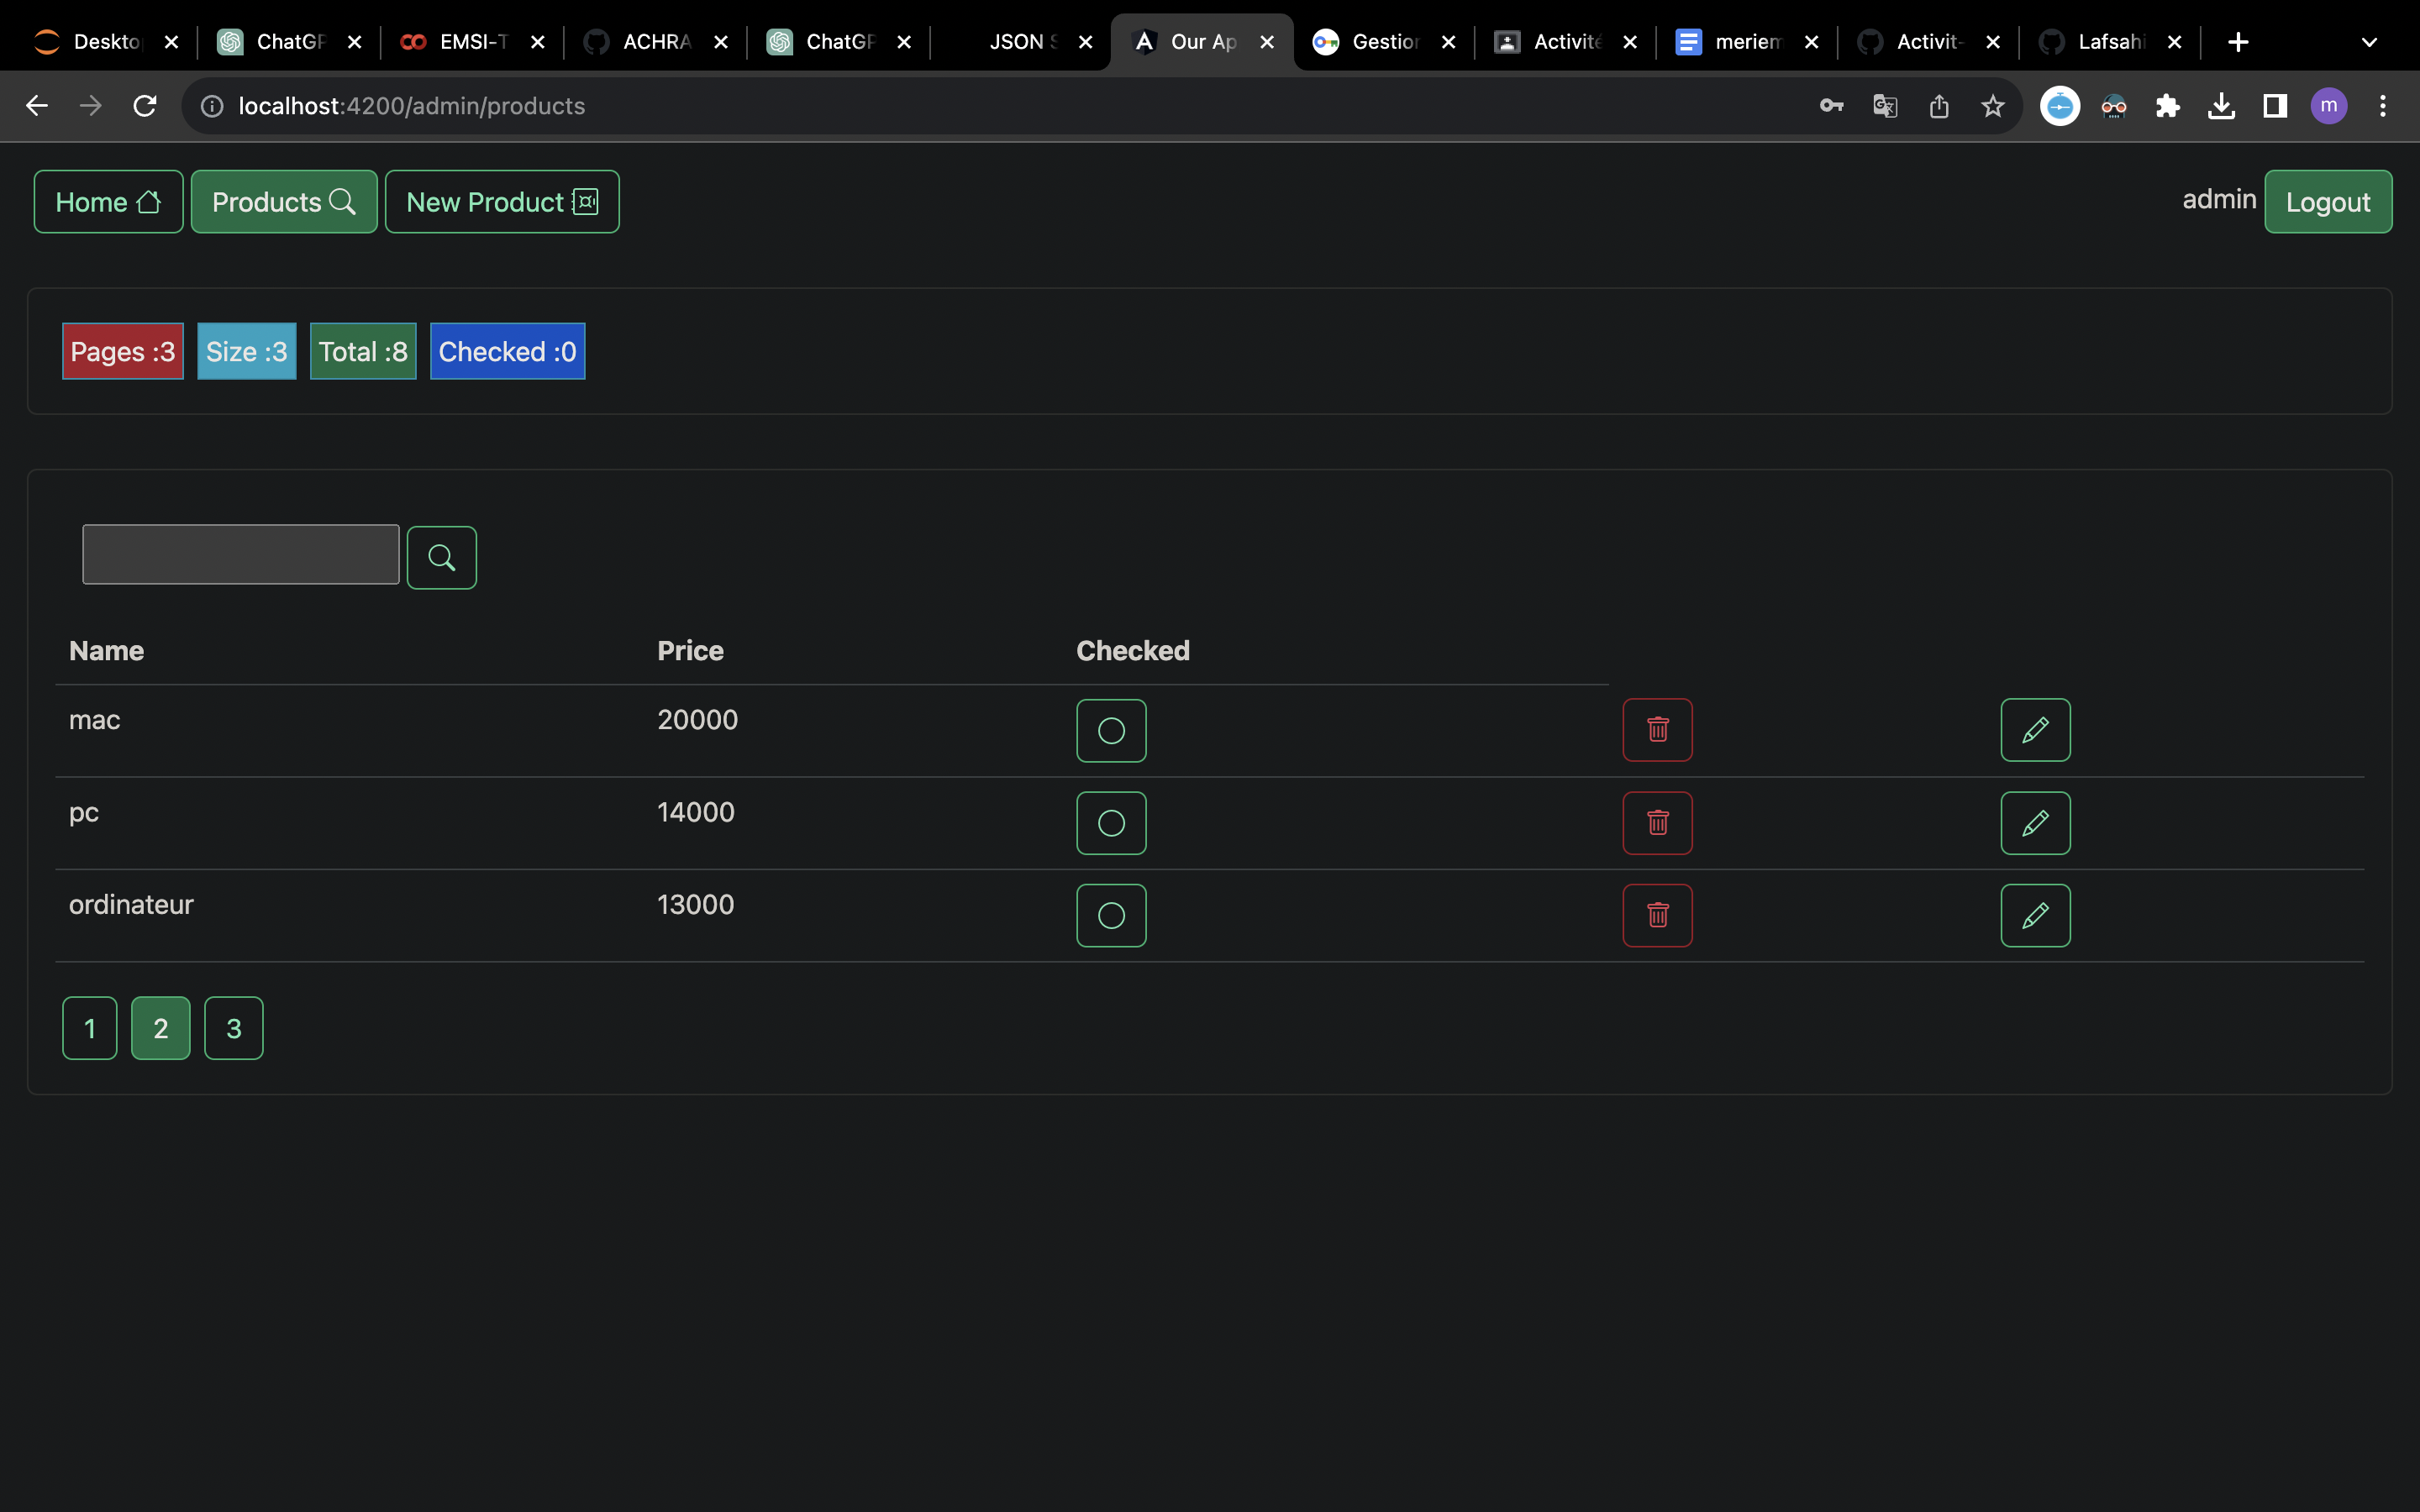 Deskto ChatGP EMSI-T ACHRA ChatGP JSON S Our Ap Gestion Activité meriem Activit- Lafsahi
localhost:4200/admin/products m
Home Products New Product admin Logout
Pages :3 Size :3 Total :8 Checked :0
Name Price Checked
mac 20000
pc 14000
ordinateur 13000
1 2 3